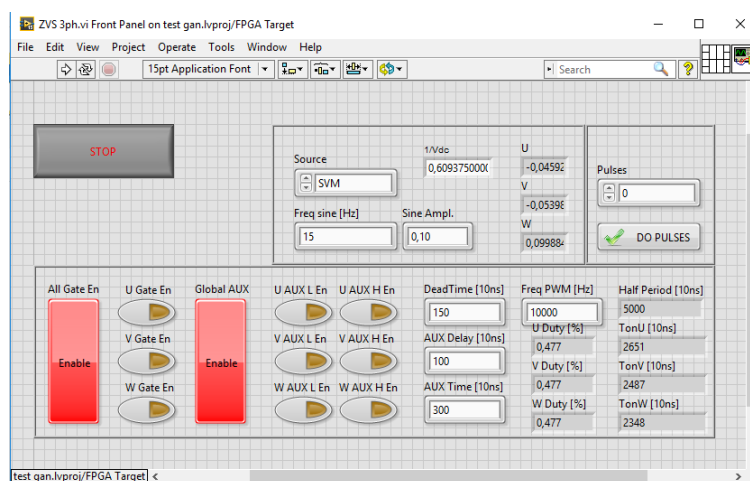 ZVS 3ph.vi Front Panel on test gan.lvproj/FPGA Target
File Edit View Project Operate Tools Window Help
15pt Application Font Search
STOP
Source
SVM
1/Vdc
0,609375000
U
-0,04592
V
-0,05398
W
0,09988
Freq sine [Hz]
15
Sine Ampl.
0,10
Pulses
0
DO PULSES
All Gate En
Enable
U Gate En
V Gate En
W Gate En
Global AUX
Enable
U AUX L En U AUX H En
V AUX L En V AUX H En
W AUX L En W AUX H En
DeadTime [10ns]
150
AUX Delay [10ns]
100
AUX Time [10ns]
300
Freq PWM [Hz]
10000
U Duty [%]
0,477
V Duty [%]
0,477
W Duty [%]
0,477
Half Period [10ns]
5000
TonU [10ns]
2651
TonV [10ns]
2487
TonW [10ns]
2348
test gan.lvproj/FPGA Target